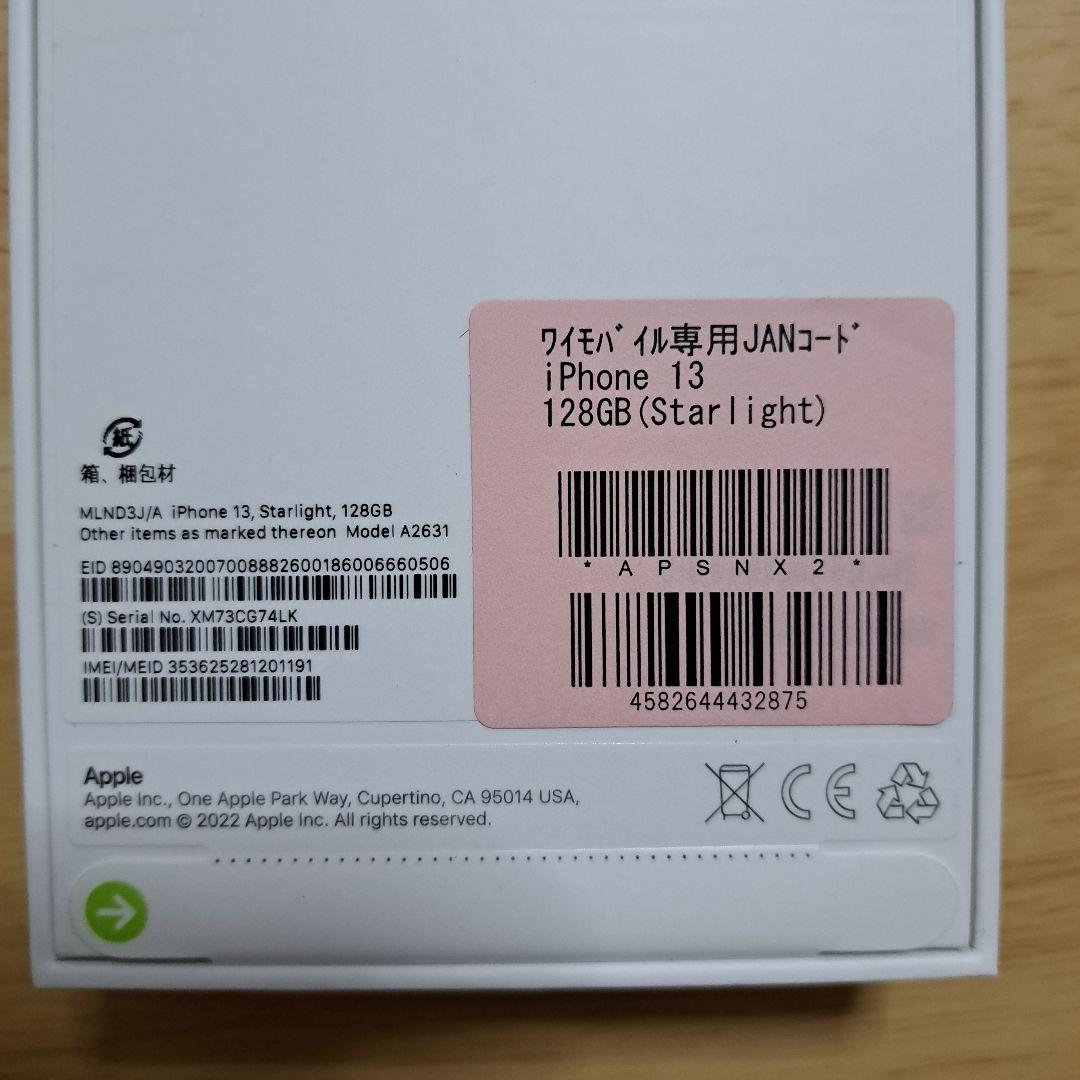 ﾜｲﾓﾊﾞｲﾙ専用JANｺｰﾄﾞ
iPhone 13
128GB(Starlight)
*APSNX2*
4582644432875
紙
箱、梱包材
MLND3J/A iPhone 13, Starlight, 128GB
Other items as marked thereon Model A2631
EID 89049032007008882600186006660506
(S) Serial No. XM73CG74LK
IMEI/MEID 353625281201191
Apple
Apple Inc., One Apple Park Way, Cupertino, CA 95014 USA,
apple.com © 2022 Apple Inc. All rights reserved.
CE